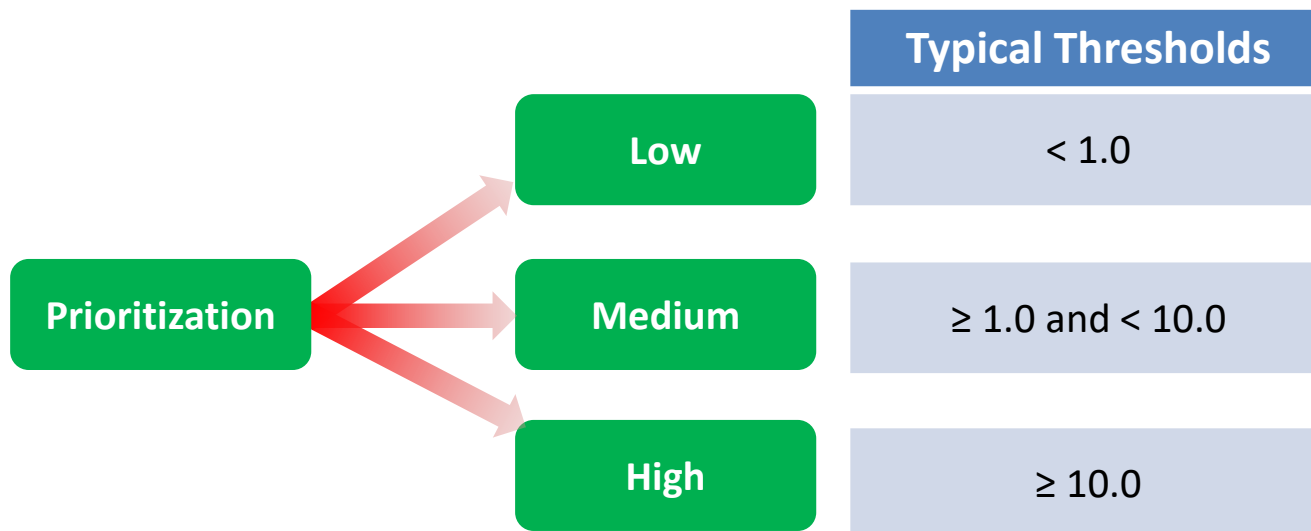 Typical Thresholds
Low
< 1.0
Prioritization
Medium
≥ 1.0 and < 10.0
High
≥ 10.0